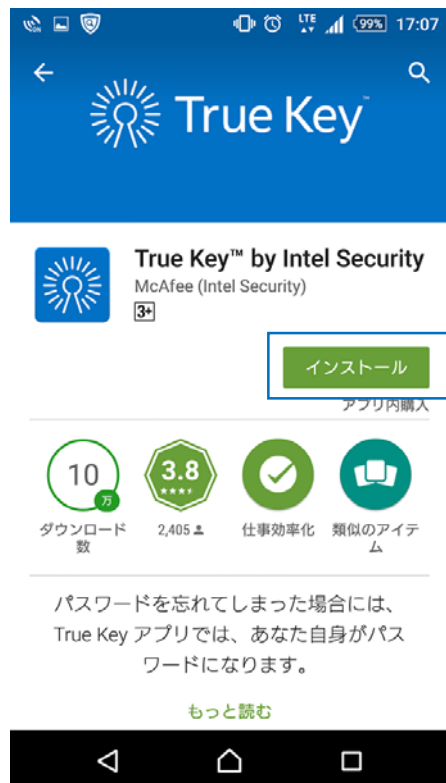 ON
LTE
99%
17:07
True Key™
True Key™ by Intel Security
McAfee (Intel Security)
3+
インストール
アプリ内購入
10
万
3.8
ダウンロード
数
2,405
仕事効率化
類似のアイテ
ム
パスワードを忘れてしまった場合には、
True Key アプリでは、あなた自身がパス
ワードになります。
もっと読む